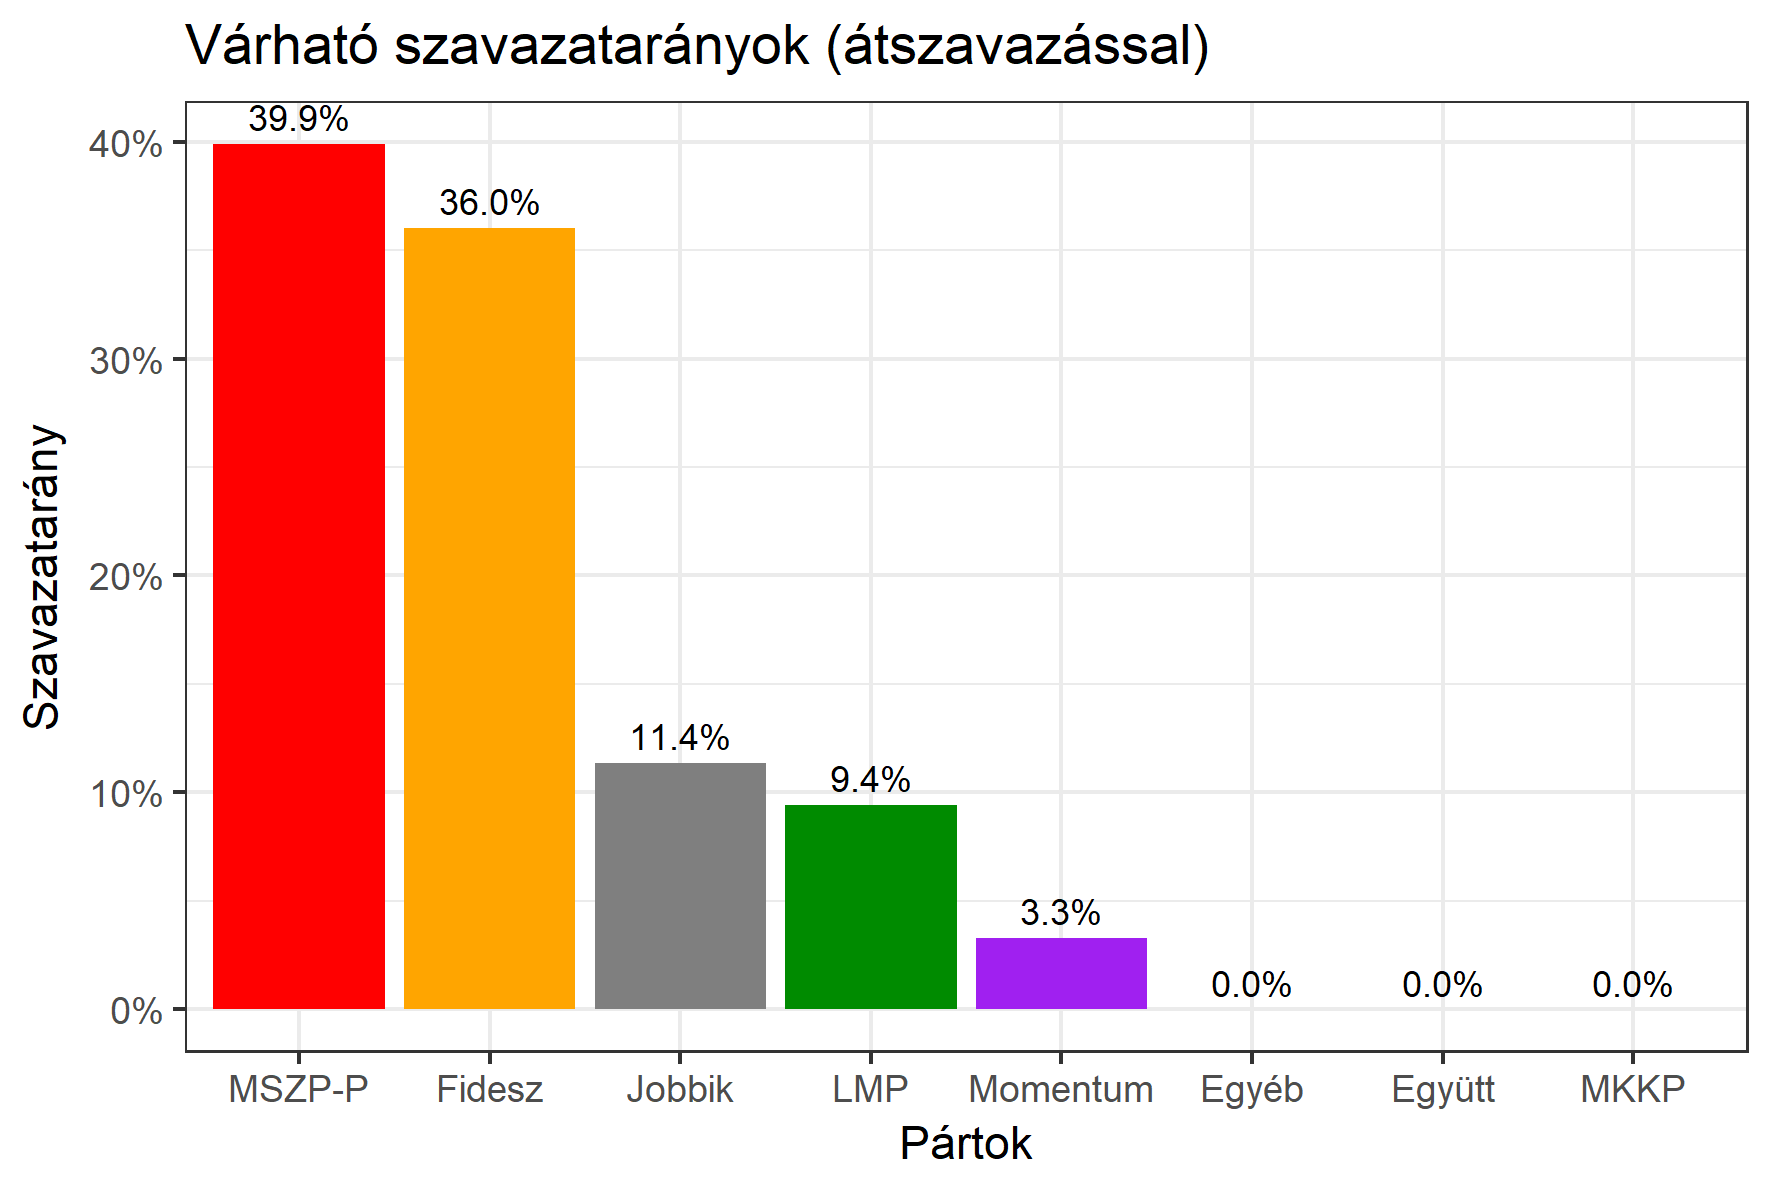 Várható szavazatarányok (átszavazással)
39.9%
36.0%
11.4%
9.4%
3.3%
0.0%
0.0%
0.0%
40%
30%
20%
10%
0%
Szavazatarány
MSZP-P
Fidesz
Jobbik
LMP
Momentum
Egyéb
Együtt
MKKP
Pártok